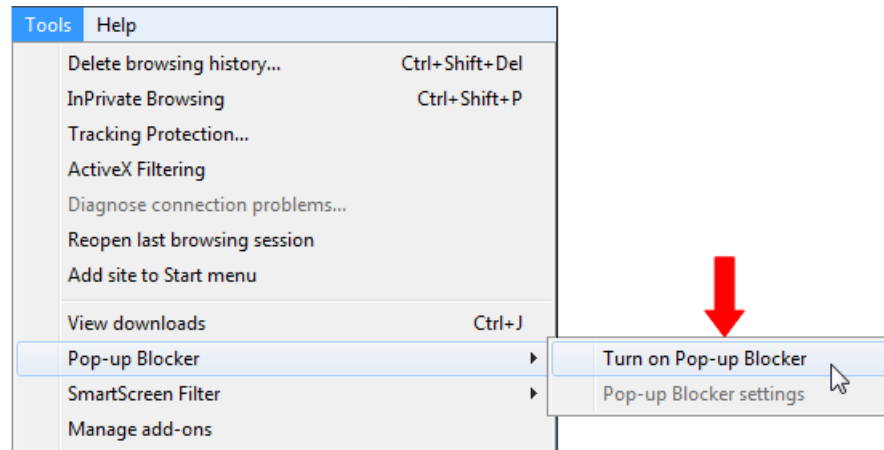 Tools Help
Delete browsing history... Ctrl+Shift+Del
InPrivate Browsing Ctrl+Shift+P
Tracking Protection...
ActiveX Filtering
Diagnose connection problems...
Reopen last browsing session
Add site to Start menu
View downloads Ctrl+J
Pop-up Blocker Turn on Pop-up Blocker
SmartScreen Filter Pop-up Blocker settings
Manage add-ons